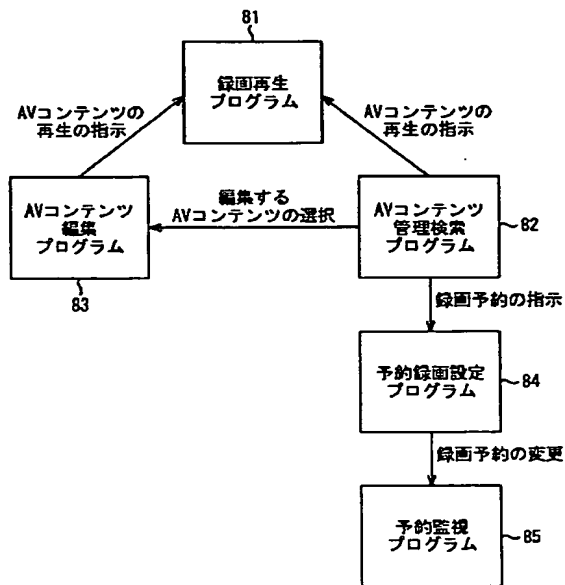 81
録画再生
プログラム
AVコンテンツの
再生の指示
AVコンテンツの
再生の指示
AVコンテンツ
編集
プログラム
83
編集する
AVコンテンツの選択
AVコンテンツ
管理検索
プログラム
82
録画予約の指示
予約録画設定
プログラム
84
録画予約の変更
予約監視
プログラム
85